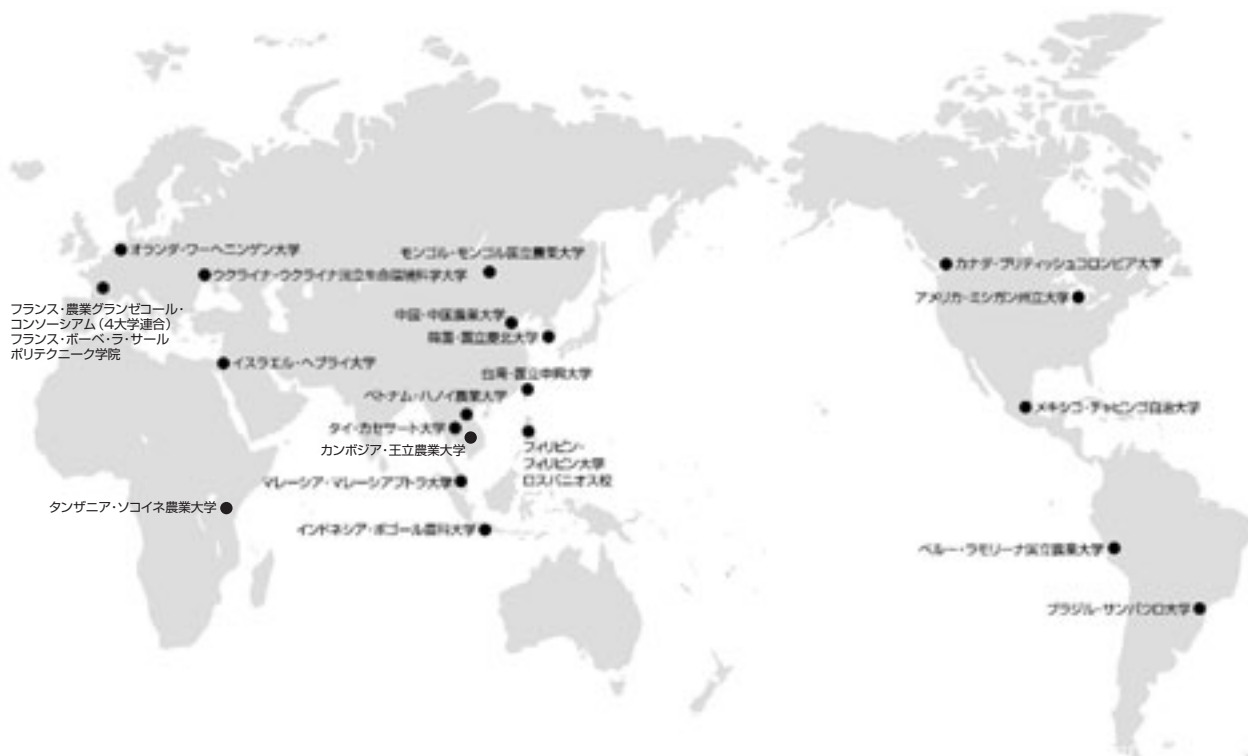 オランダ・ワーヘニンゲン大学
モンゴル・モンゴル国立農業大学
ウクライナ・ウクライナ国立生命環境科学大学
カナダ・ブリティッシュコロンビア大学
アメリカ・ミシガン州立大学
フランス・農業グランゼコール・
コンソーシアム（4大学連合）
フランス・ボーベ・ラ・サール
ポリテクニーク学院
中国・中国農業大学
韓国・国立慶北大学
イスラエル・ヘブライ大学
台湾・国立中興大学
ベトナム・ハノイ農業大学
メキシコ・チャピンゴ自治大学
タイ・カセサート大学
カンボジア・王立農業大学
フィリピン・
フィリピン大学
ロスバニオス校
マレーシア・マレーシアプトラ大学
タンザニア・ソコイネ農業大学
インドネシア・ボゴール農科大学
ペルー・ラモリーナ国立農業大学
ブラジル・サンパウロ大学